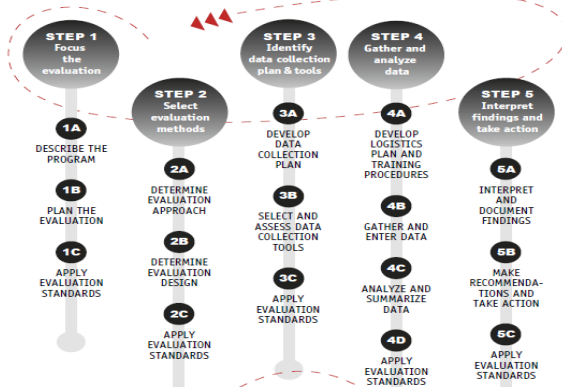 STEP 1
Focus
the
evaluation
1A
DESCRIBE THE
PROGRAM
1B
PLAN THE
EVALUATION
1C
APPLY
EVALUATION
STANDARDS
STEP 2
Select
evaluation
methods
2A
DETERMINE
EVALUATION
APPROACH
2B
DETERMINE
EVALUATION
DESIGN
2C
APPLY
EVALUATION
STANDARDS
STEP 3
Identify
data collection
plan & tools
3A
DEVELOP
DATA
COLLECTION
PLAN
3B
SELECT AND
ASSESS DATA
COLLECTION
TOOLS
3C
APPLY
EVALUATION
STANDARDS
STEP 4
Gather and
analyze
data
4A
DEVELOP
LOGISTICS
PLAN AND
TRAINING
PROCEDURES
4B
GATHER AND
ENTER DATA
4C
ANALYZE AND
SUMMARIZE
DATA
4D
APPLY
EVALUATION
STANDARDS
STEP 5
Interpret
findings and
take action
5A
INTERPRET
AND
DOCUMENT
FINDINGS
5B
MAKE
RECOMMENDA-
TIONS AND
TAKE ACTION
5C
APPLY
EVALUATION
STANDARDS